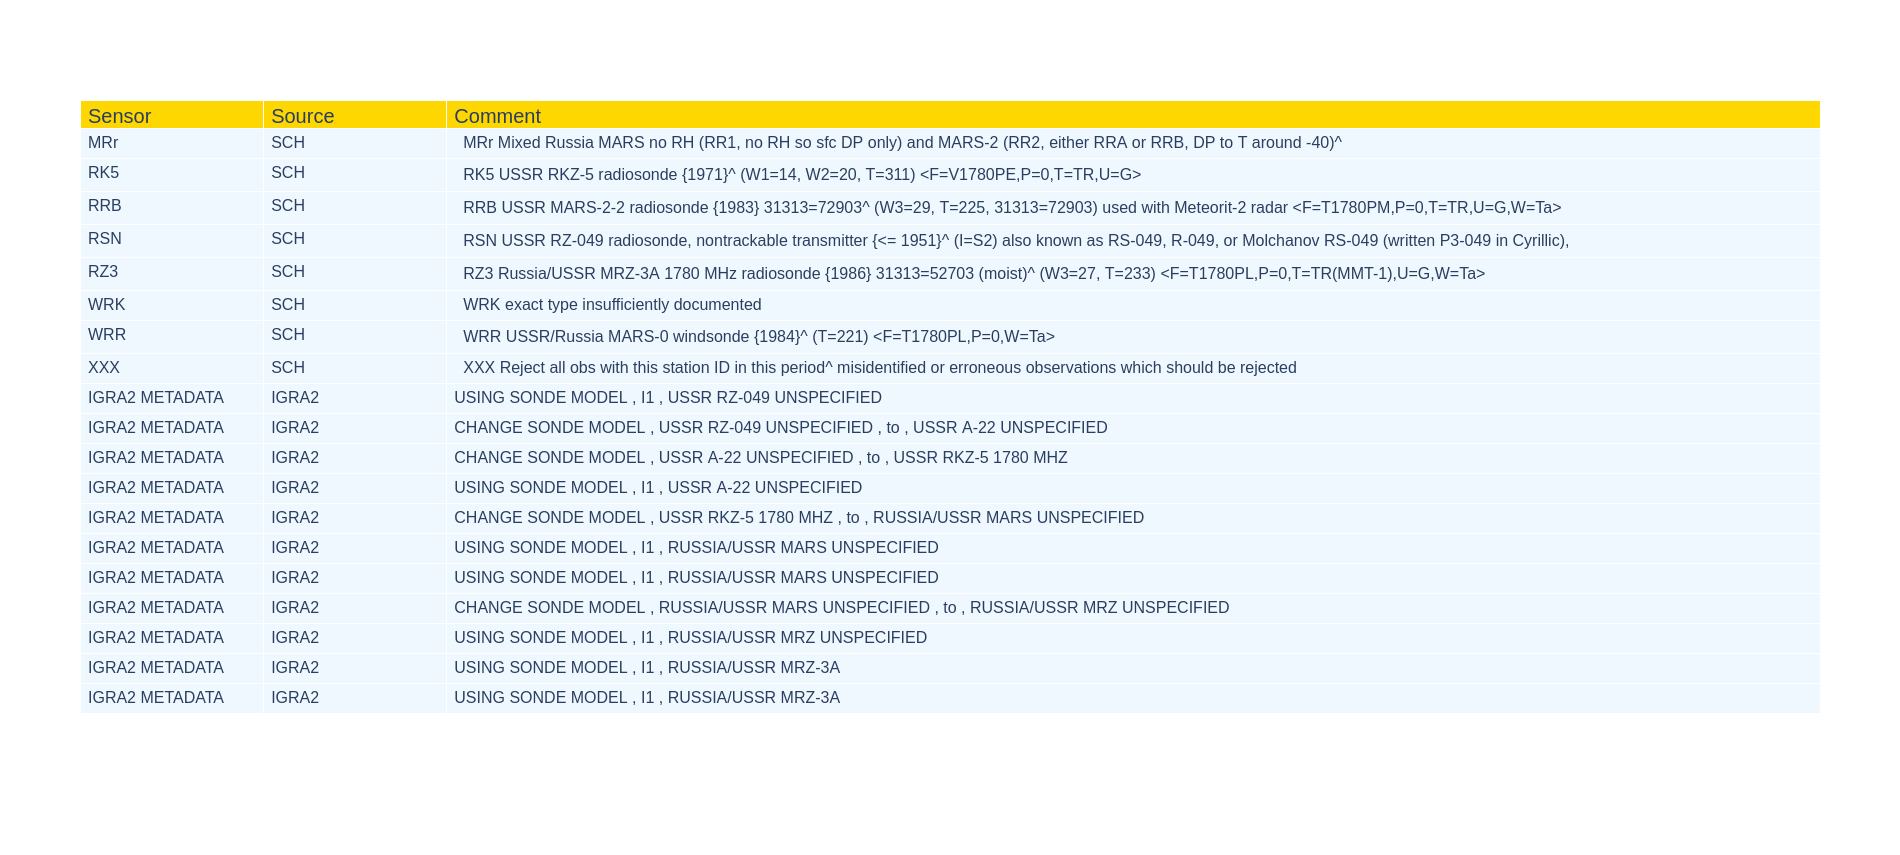 Sensor Source Comment
MRr SCH MRr Mixed Russia MARS no RH (RR1, no RH so sfc DP only) and MARS-2 (RR2, either RRA or RRB, DP to T around -40)^
RK5 SCH RK5 USSR RKZ-5 radiosonde {1971}^ (W1=14, W2=20, T=311) <F=V1780PE,P=0,T=TR,U=G>
RRB SCH RRB USSR MARS-2-2 radiosonde {1983} 31313=72903^ (W3=29, T=225, 31313=72903) used with Meteorit-2 radar <F=T1780PM,P=0,T=TR,U=G,W=Ta>
RSN SCH RSN USSR RZ-049 radiosonde, nontrackable transmitter {<= 1951}^ (I=S2) also known as RS-049, R-049, or Molchanov RS-049 (written P3-049 in Cyrillic),
RZ3 SCH RZ3 Russia/USSR MRZ-3A 1780 MHz radiosonde {1986} 31313=52703 (moist)^ (W3=27, T=233) <F=T1780PL,P=0,T=TR(MMT-1),U=G,W=Ta>
WRK SCH WRK exact type insufficiently documented
WRR SCH WRR USSR/Russia MARS-0 windsonde {1984}^ (T=221) <F=T1780PL,P=0,W=Ta>
XXX SCH XXX Reject all obs with this station ID in this period^ misidentified or erroneous observations which should be rejected
IGRA2 METADATA IGRA2 USING SONDE MODEL , I1 , USSR RZ-049 UNSPECIFIED
IGRA2 METADATA IGRA2 CHANGE SONDE MODEL , USSR RZ-049 UNSPECIFIED , to , USSR A-22 UNSPECIFIED
IGRA2 METADATA IGRA2 CHANGE SONDE MODEL , USSR A-22 UNSPECIFIED , to , USSR RKZ-5 1780 MHZ
IGRA2 METADATA IGRA2 USING SONDE MODEL , I1 , USSR A-22 UNSPECIFIED
IGRA2 METADATA IGRA2 CHANGE SONDE MODEL , USSR RKZ-5 1780 MHZ , to , RUSSIA/USSR MARS UNSPECIFIED
IGRA2 METADATA IGRA2 USING SONDE MODEL , I1 , RUSSIA/USSR MARS UNSPECIFIED
IGRA2 METADATA IGRA2 USING SONDE MODEL , I1 , RUSSIA/USSR MARS UNSPECIFIED
IGRA2 METADATA IGRA2 CHANGE SONDE MODEL , RUSSIA/USSR MARS UNSPECIFIED , to , RUSSIA/USSR MRZ UNSPECIFIED
IGRA2 METADATA IGRA2 USING SONDE MODEL , I1 , RUSSIA/USSR MRZ UNSPECIFIED
IGRA2 METADATA IGRA2 USING SONDE MODEL , I1 , RUSSIA/USSR MRZ-3A
IGRA2 METADATA IGRA2 USING SONDE MODEL , I1 , RUSSIA/USSR MRZ-3A